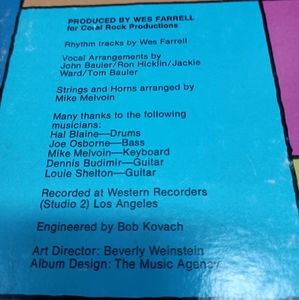 PRODUCED BY WES FARRELL
for Coral Rock Productions
Rhythm tracks by Wes Farrell
Vocal Arrangements by
John Bauler/Ron Hicklin/Jackie
Ward/Tom Bauler
Strings and Horns arranged by
Mike Melvoin
Many thanks to the following
musicians:
Hal Blaine—Drums
Joe Osborne—Bass
Mike Melvoin—Keyboard
Dennis Budimir—Guitar
Louie Shelton—Guitar
Recorded at Western Recorders
(Studio 2) Los Angeles
Engineered by Bob Kovach
Art Director: Beverly Weinstein
Album Design: The Music Agency